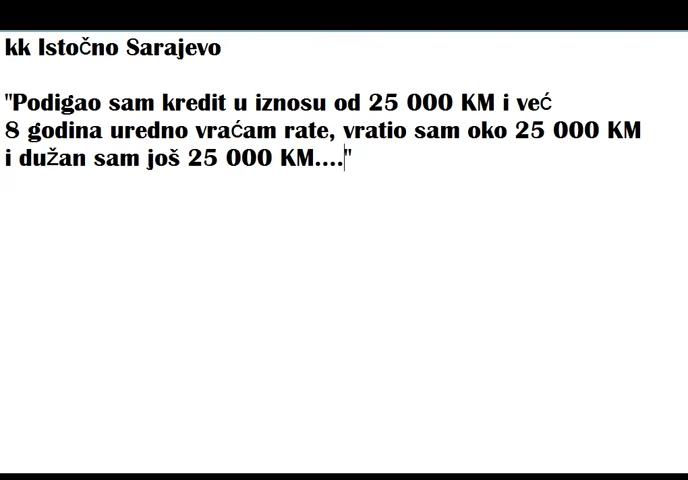 kk Istočno Sarajevo
"Podigao sam kredit u iznosu od 25 000 KM i već
8 godina uredno vraćam rate, vratio sam oko 25 000 KM
i dužan sam još 25 000 KM...."